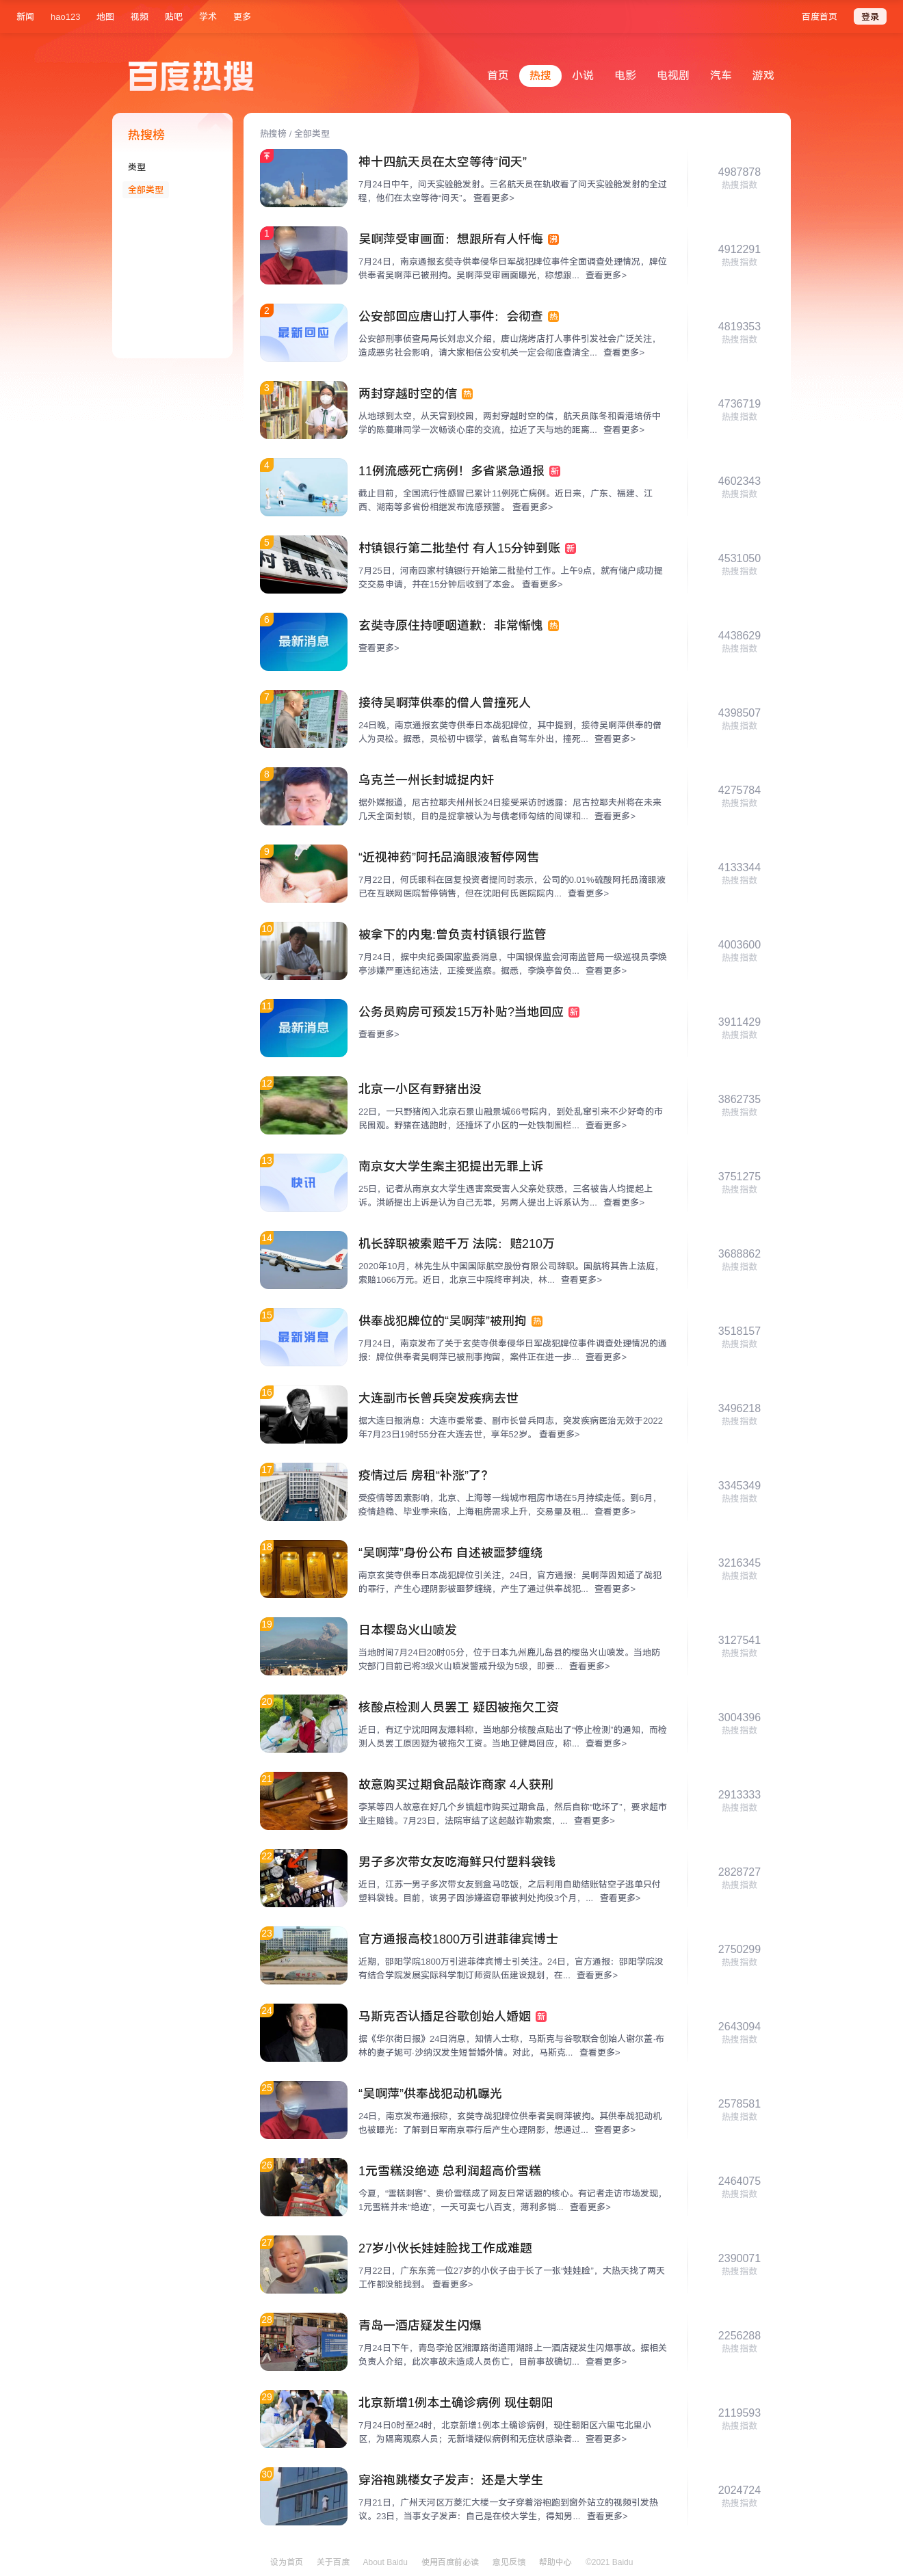 新闻 hao123 地图 视频 贴吧 学术 更多 百度首页 登录
百度热搜 首页 热搜 小说 电影 电视剧 汽车 游戏
热搜榜
类型
全部类型
热搜榜 / 全部类型
神十四航天员在太空等待“问天”
7月24日中午，问天实验舱发射。三名航天员在轨收看了问天实验舱发射的全过
程，他们在太空等待“问天”。 查看更多>
4987878
热搜指数
1
吴啊萍受审画面：想跟所有人忏悔 沸
7月24日，南京通报玄奘寺供奉侵华日军战犯牌位事件全面调查处理情况，牌位
供奉者吴啊萍已被刑拘。吴啊萍受审画面曝光，称想跟... 查看更多>
4912291
热搜指数
2
最新回应
公安部回应唐山打人事件：会彻查 热
公安部刑事侦查局局长刘忠义介绍，唐山烧烤店打人事件引发社会广泛关注，
造成恶劣社会影响，请大家相信公安机关一定会彻底查清全... 查看更多>
4819353
热搜指数
3
两封穿越时空的信 热
从地球到太空，从天宫到校园，两封穿越时空的信，航天员陈冬和香港培侨中
学的陈蔓琳同学一次畅谈心扉的交流，拉近了天与地的距离... 查看更多>
4736719
热搜指数
4
11例流感死亡病例！多省紧急通报 新
截止目前，全国流行性感冒已累计11例死亡病例。近日来，广东、福建、江
西、湖南等多省份相继发布流感预警。 查看更多>
4602343
热搜指数
5
村镇银行
村镇银行第二批垫付 有人15分钟到账 新
7月25日，河南四家村镇银行开始第二批垫付工作。上午9点，就有储户成功提
交交易申请，并在15分钟后收到了本金。 查看更多>
4531050
热搜指数
6
最新消息
玄奘寺原住持哽咽道歉：非常惭愧 热
查看更多>
4438629
热搜指数
7
接待吴啊萍供奉的僧人曾撞死人
24日晚，南京通报玄奘寺供奉日本战犯牌位，其中提到，接待吴啊萍供奉的僧
人为灵松。据悉，灵松初中辍学，曾私自驾车外出，撞死... 查看更多>
4398507
热搜指数
8
乌克兰一州长封城捉内奸
据外媒报道，尼古拉耶夫州州长24日接受采访时透露：尼古拉耶夫州将在未来
几天全面封锁，目的是捉拿被认为与俄老师勾结的间谍和... 查看更多>
4275784
热搜指数
9
“近视神药”阿托品滴眼液暂停网售
7月22日，何氏眼科在回复投资者提问时表示，公司的0.01%硫酸阿托品滴眼液
已在互联网医院暂停销售，但在沈阳何氏医院院内... 查看更多>
4133344
热搜指数
10
被拿下的内鬼:曾负责村镇银行监管
7月24日，据中央纪委国家监委消息，中国银保监会河南监管局一级巡视员李焕
亭涉嫌严重违纪违法，正接受监察。据悉，李焕亭曾负... 查看更多>
4003600
热搜指数
11
最新消息
公务员购房可预发15万补贴?当地回应 新
查看更多>
3911429
热搜指数
12
北京一小区有野猪出没
22日，一只野猪闯入北京石景山融景城66号院内，到处乱窜引来不少好奇的市
民围观。野猪在逃跑时，还撞坏了小区的一处铁制围栏... 查看更多>
3862735
热搜指数
13
快讯
南京女大学生案主犯提出无罪上诉
25日，记者从南京女大学生遇害案受害人父亲处获悉，三名被告人均提起上
诉。洪峤提出上诉是认为自己无罪，另两人提出上诉系认为... 查看更多>
3751275
热搜指数
14
机长辞职被索赔千万 法院：赔210万
2020年10月，林先生从中国国际航空股份有限公司辞职。国航将其告上法庭，
索赔1066万元。近日，北京三中院终审判决，林... 查看更多>
3688862
热搜指数
15
最新消息
供奉战犯牌位的“吴啊萍”被刑拘 热
7月24日，南京发布了关于玄奘寺供奉侵华日军战犯牌位事件调查处理情况的通
报：牌位供奉者吴啊萍已被刑事拘留，案件正在进一步... 查看更多>
3518157
热搜指数
16
大连副市长曾兵突发疾病去世
据大连日报消息：大连市委常委、副市长曾兵同志，突发疾病医治无效于2022
年7月23日19时55分在大连去世，享年52岁。 查看更多>
3496218
热搜指数
17
疫情过后 房租“补涨”了？
受疫情等因素影响，北京、上海等一线城市租房市场在5月持续走低。到6月，
疫情趋稳、毕业季来临，上海租房需求上升，交易量及租... 查看更多>
3345349
热搜指数
18
“吴啊萍”身份公布 自述被噩梦缠绕
南京玄奘寺供奉日本战犯牌位引关注，24日，官方通报：吴啊萍因知道了战犯
的罪行，产生心理阴影被噩梦缠绕，产生了通过供奉战犯... 查看更多>
3216345
热搜指数
19
日本樱岛火山喷发
当地时间7月24日20时05分，位于日本九州鹿儿岛县的樱岛火山喷发。当地防
灾部门目前已将3级火山喷发警戒升级为5级，即要... 查看更多>
3127541
热搜指数
20
核酸点检测人员罢工 疑因被拖欠工资
近日，有辽宁沈阳网友爆料称，当地部分核酸点贴出了“停止检测”的通知，而检
测人员罢工原因疑为被拖欠工资。当地卫健局回应，称... 查看更多>
3004396
热搜指数
21
故意购买过期食品敲诈商家 4人获刑
李某等四人故意在好几个乡镇超市购买过期食品，然后自称“吃坏了”，要求超市
业主赔钱。7月23日，法院审结了这起敲诈勒索案，... 查看更多>
2913333
热搜指数
22
男子多次带女友吃海鲜只付塑料袋钱
近日，江苏一男子多次带女友到盒马吃饭，之后利用自助结账钻空子逃单只付
塑料袋钱。目前，该男子因涉嫌盗窃罪被判处拘役3个月，... 查看更多>
2828727
热搜指数
23
官方通报高校1800万引进菲律宾博士
近期，邵阳学院1800万引进菲律宾博士引关注。24日，官方通报：邵阳学院没
有结合学院发展实际科学制订师资队伍建设规划，在... 查看更多>
2750299
热搜指数
24
马斯克否认插足谷歌创始人婚姻 新
据《华尔街日报》24日消息，知情人士称，马斯克与谷歌联合创始人谢尔盖·布
林的妻子妮可·沙纳汉发生短暂婚外情。对此，马斯克... 查看更多>
2643094
热搜指数
25
“吴啊萍”供奉战犯动机曝光
24日，南京发布通报称，玄奘寺战犯牌位供奉者吴啊萍被拘。其供奉战犯动机
也被曝光：了解到日军南京罪行后产生心理阴影，想通过... 查看更多>
2578581
热搜指数
26
1元雪糕没绝迹 总利润超高价雪糕
今夏，“雪糕刺客”、贵价雪糕成了网友日常话题的核心。有记者走访市场发现，
1元雪糕并未“绝迹”，一天可卖七八百支，薄利多销... 查看更多>
2464075
热搜指数
27
27岁小伙长娃娃脸找工作成难题
7月22日，广东东莞一位27岁的小伙子由于长了一张“娃娃脸”，大热天找了两天
工作都没能找到。 查看更多>
2390071
热搜指数
28
青岛一酒店疑发生闪爆
7月24日下午，青岛李沧区湘潭路街道雨湖路上一酒店疑发生闪爆事故。据相关
负责人介绍，此次事故未造成人员伤亡，目前事故确切... 查看更多>
2256288
热搜指数
29
北京新增1例本土确诊病例 现住朝阳
7月24日0时至24时，北京新增1例本土确诊病例，现住朝阳区六里屯北里小
区，为隔离观察人员；无新增疑似病例和无症状感染者... 查看更多>
2119593
热搜指数
30
穿浴袍跳楼女子发声：还是大学生
7月21日，广州天河区万菱汇大楼一女子穿着浴袍跑到窗外站立的视频引发热
议。23日，当事女子发声：自己是在校大学生，得知男... 查看更多>
2024724
热搜指数
设为首页 关于百度 About Baidu 使用百度前必读 意见反馈 帮助中心 ©2021 Baidu